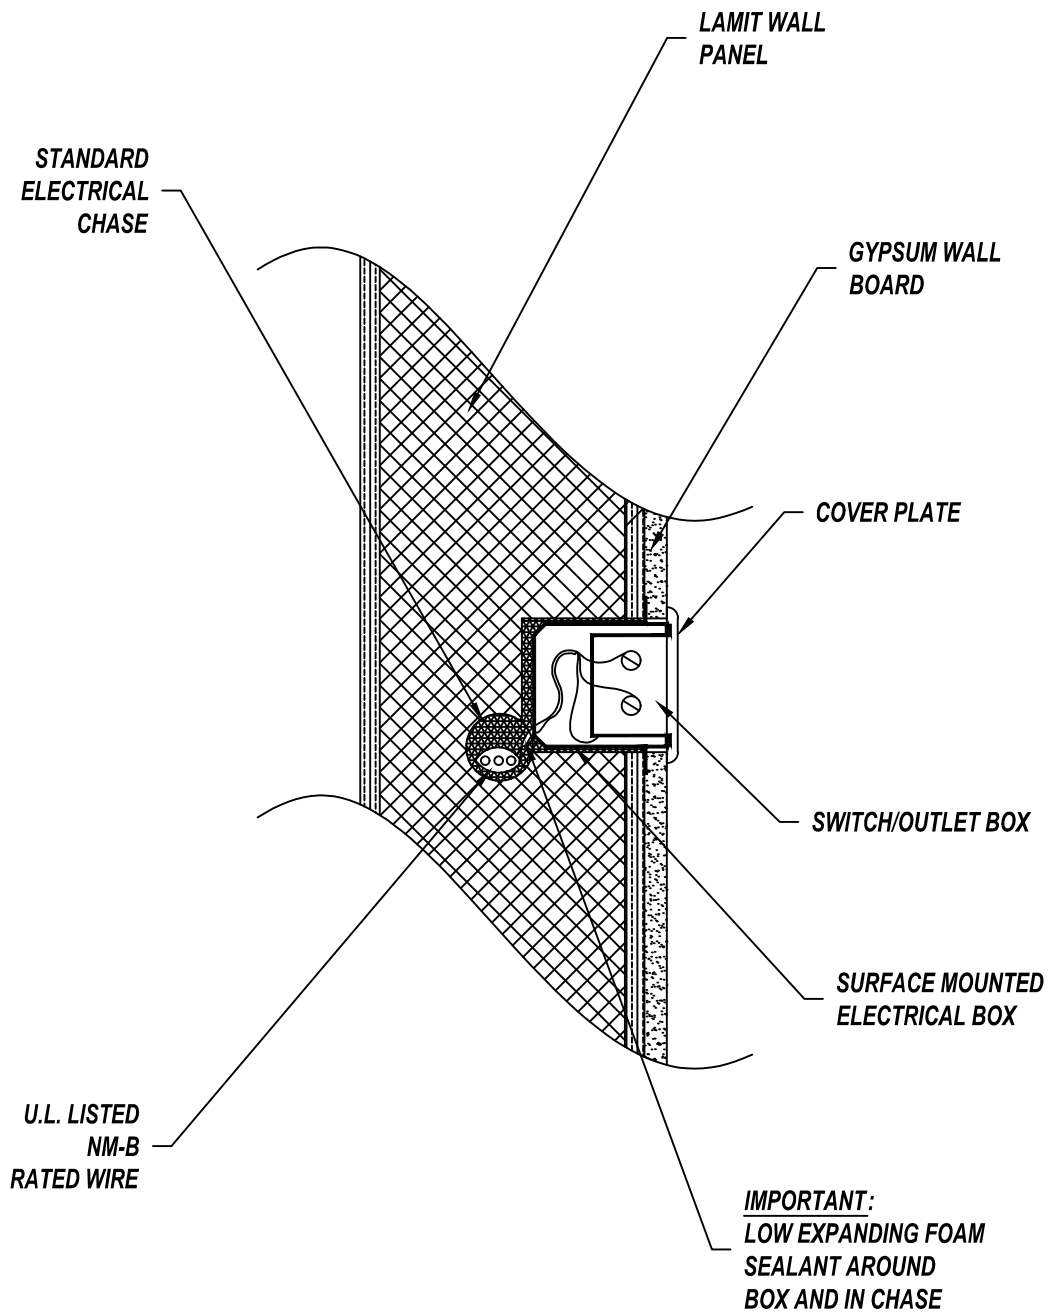 LAMIT WALL
PANEL
STANDARD
ELECTRICAL
CHASE
GYPSUM WALL
BOARD
COVER PLATE
SWITCH/OUTLET BOX
SURFACE MOUNTED
ELECTRICAL BOX
U.L. LISTED
NM-B
RATED WIRE
IMPORTANT:
LOW EXPANDING FOAM
SEALANT AROUND
BOX AND IN CHASE